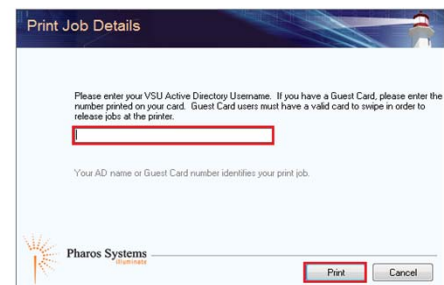 Print Job Details
Please enter your VSU Active Directory Username. If you have a Guest Card, please enter the
number printed on your card. Guest Card users must have a valid card to swipe in order to
release jobs at the printer.
Your AD name or Guest Card number identifies your print job.
Pharos Systems
Illuminate
Print Cancel